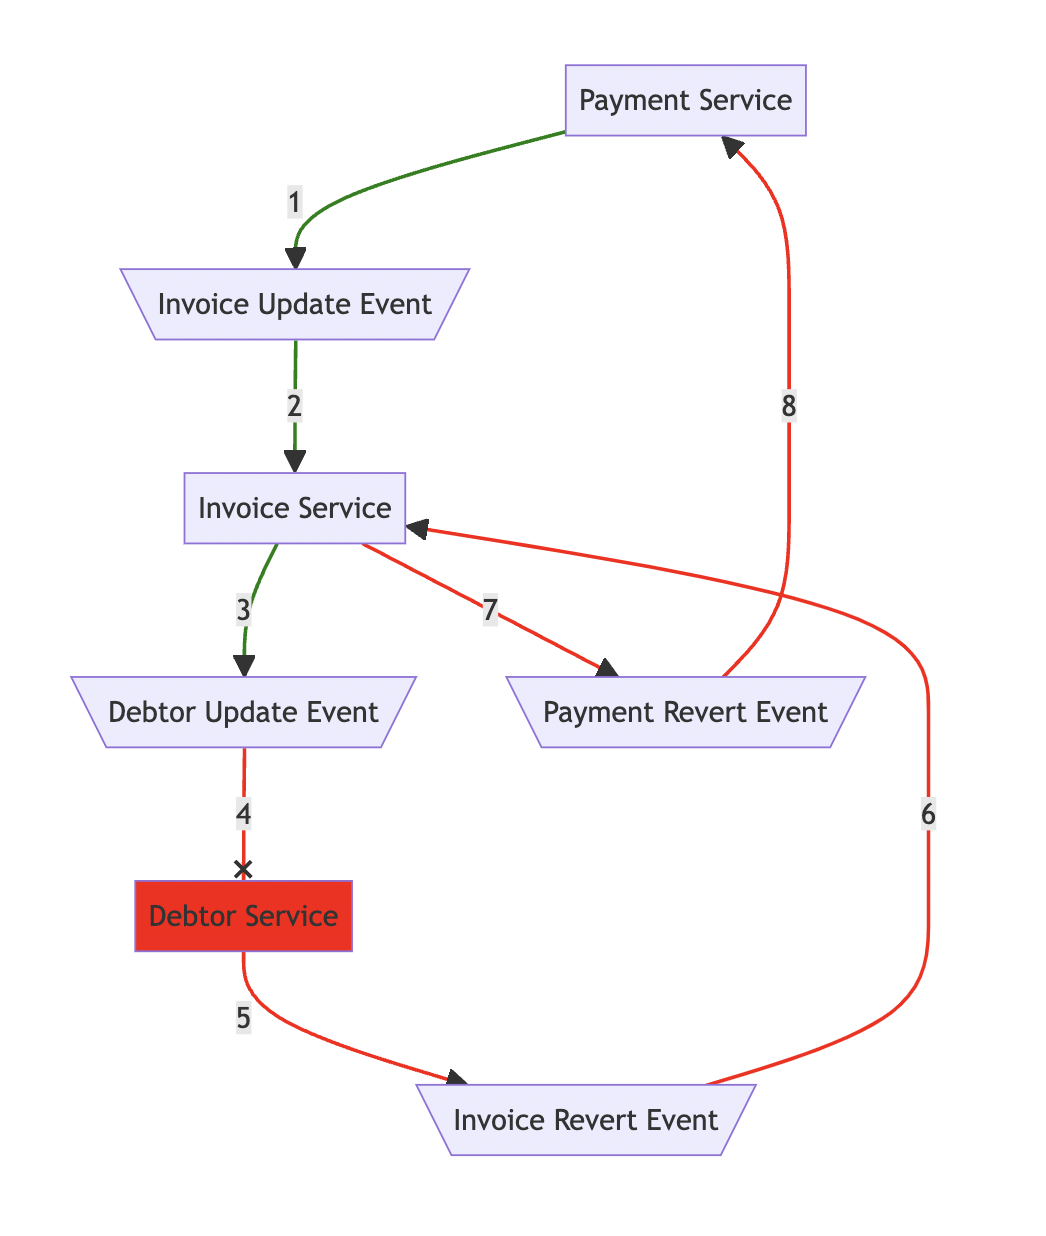 Payment Service
1
Invoice Update Event
2
8
Invoice Service
3
7
Debtor Update Event
Payment Revert Event
4
6
Debtor Service
5
Invoice Revert Event